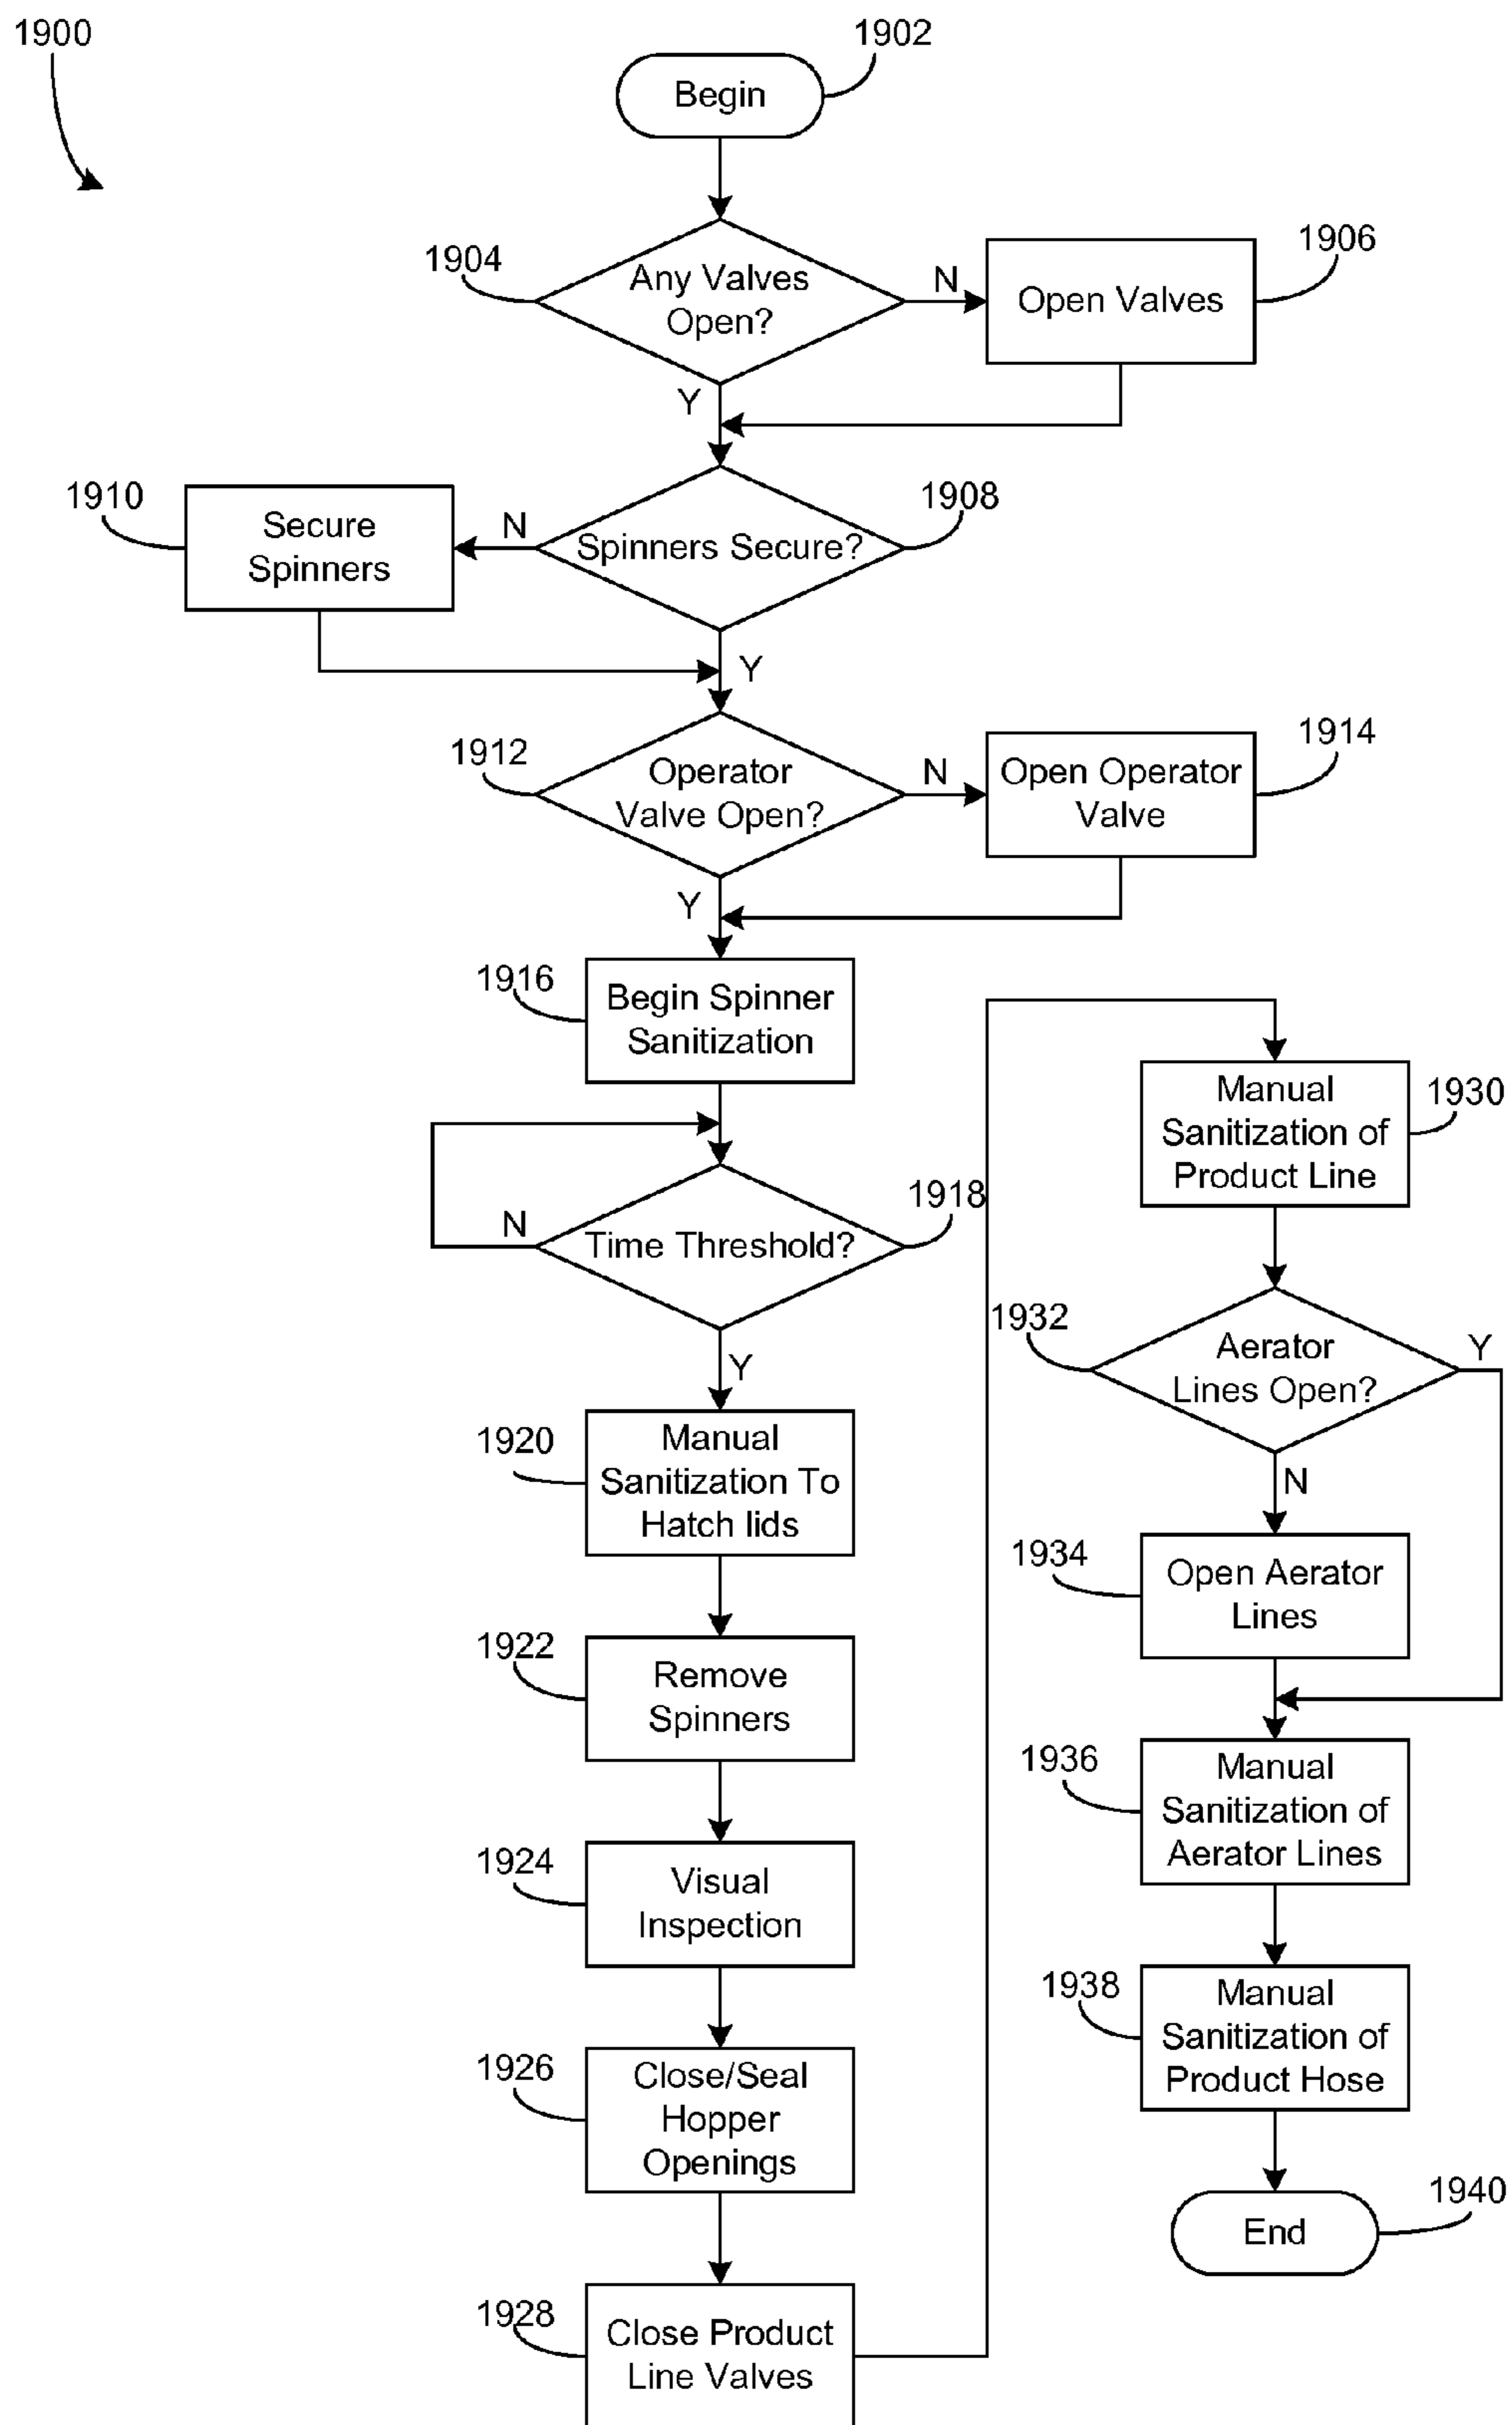 1900
1902
Begin
1904
Any Valves
Open?
N
Open Valves
1906
Y
1910
Secure
Spinners
N
Spinners Secure?
1908
Y
1912
Operator
Valve Open?
N
Open Operator
Valve
1914
Y
1916
Begin Spinner
Sanitization
N
Time Threshold?
1918
Y
1920
Manual
Sanitization To
Hatch lids
1922
Remove
Spinners
1924
Visual
Inspection
1926
Close/Seal
Hopper
Openings
1928
Close Product
Line Valves
Manual
Sanitization of
Product Line
1930
1932
Aerator
Lines Open?
Y
N
1934
Open Aerator
Lines
1936
Manual
Sanitization of
Aerator Lines
1938
Manual
Sanitization of
Product Hose
End
1940